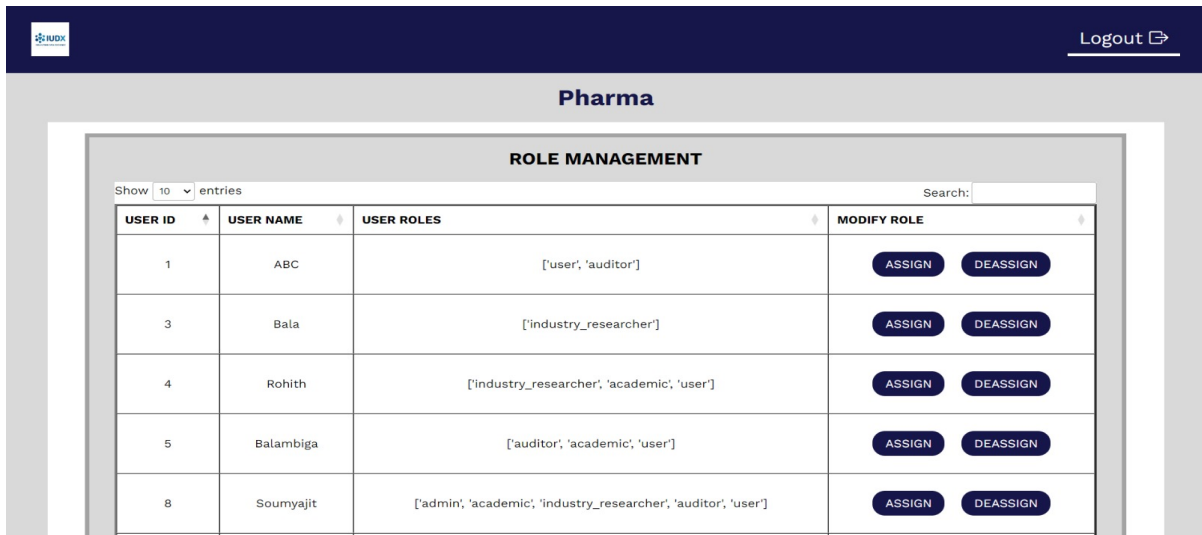 IUDX
Logout
Pharma
ROLE MANAGEMENT
Show 10 entries
Search:
USER ID USER NAME USER ROLES MODIFY ROLE
1 ABC ['user', 'auditor'] ASSIGN DEASSIGN
3 Bala ['industry_researcher'] ASSIGN DEASSIGN
4 Rohith ['industry_researcher', 'academic', 'user'] ASSIGN DEASSIGN
5 Balambiga ['auditor', 'academic', 'user'] ASSIGN DEASSIGN
8 Soumyajit ['admin', 'academic', 'industry_researcher', 'auditor', 'user'] ASSIGN DEASSIGN